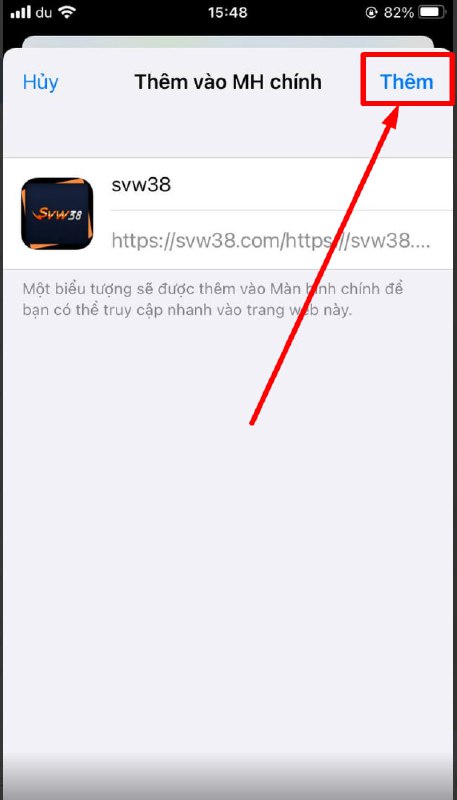 du 15:48 82%
Hủy Thêm vào MH chính Thêm
svw38
SVW38
https://svw38.com/https://svw38....
Một biểu tượng sẽ được thêm vào Màn hình chính để
bạn có thể truy cập nhanh vào trang web này.